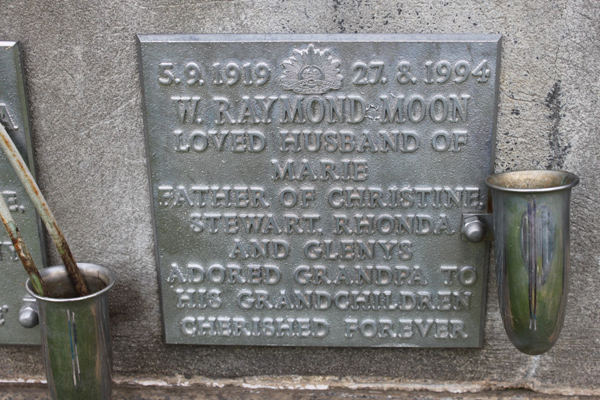 5.9.1919 27.8.1994
W. RAYMOND MOON
LOVED HUSBAND OF
MARIE
FATHER OF CHRISTINE,
STEWART, RHONDA
AND GLENYS
ADORED GRANDPA TO
HIS GRANDCHILDREN
CHERISHED FOREVER